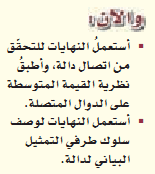 والآن
أستعملُ النهايات للتحقّق
من اتصال دالة، وأطبقُ
نظرية القيمة المتوسطة
على الدوال المتصلة.
أستعمل النهايات لوصف
سلوك طرفي التمثيل
البياني لدالة.